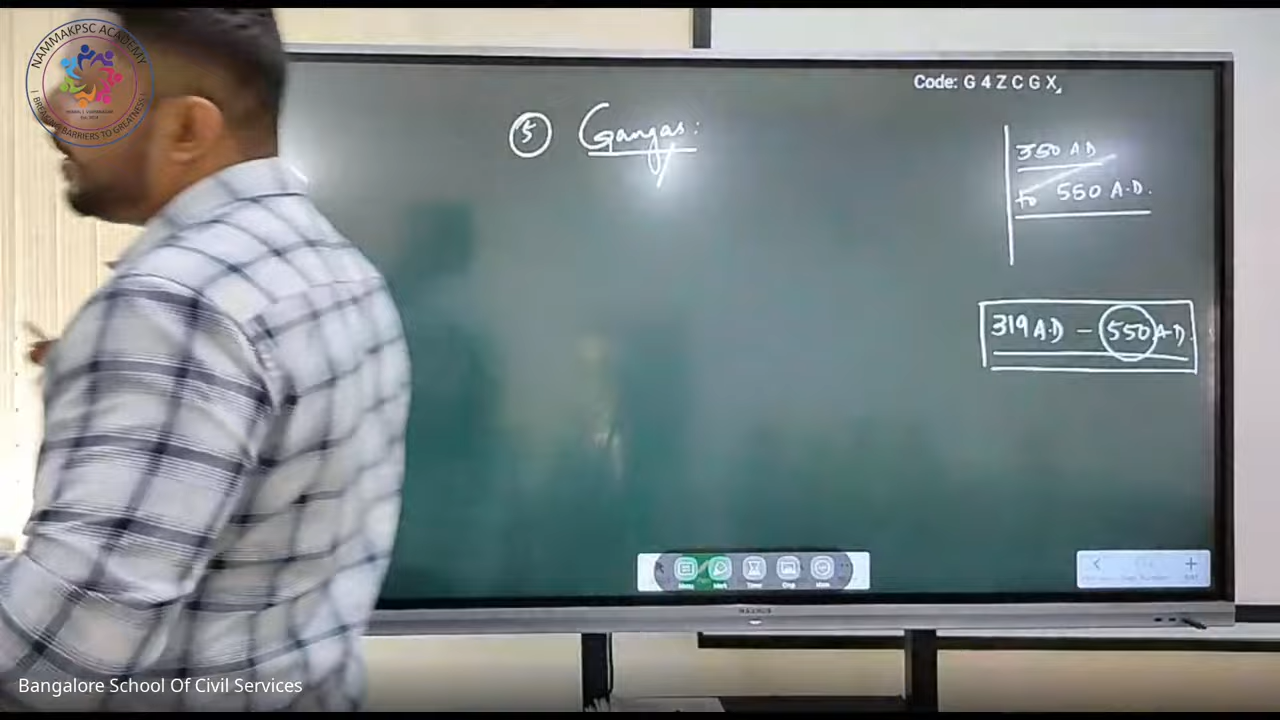 NAMMAKPSC ACADEMY
BREAKING BARRIERS TO GREATNESS
Code: G 4 Z C G X
5 Gangas:
350 A.D
to 550 A.D.
319 A.D – 550 A.D.
Bangalore School Of Civil Services